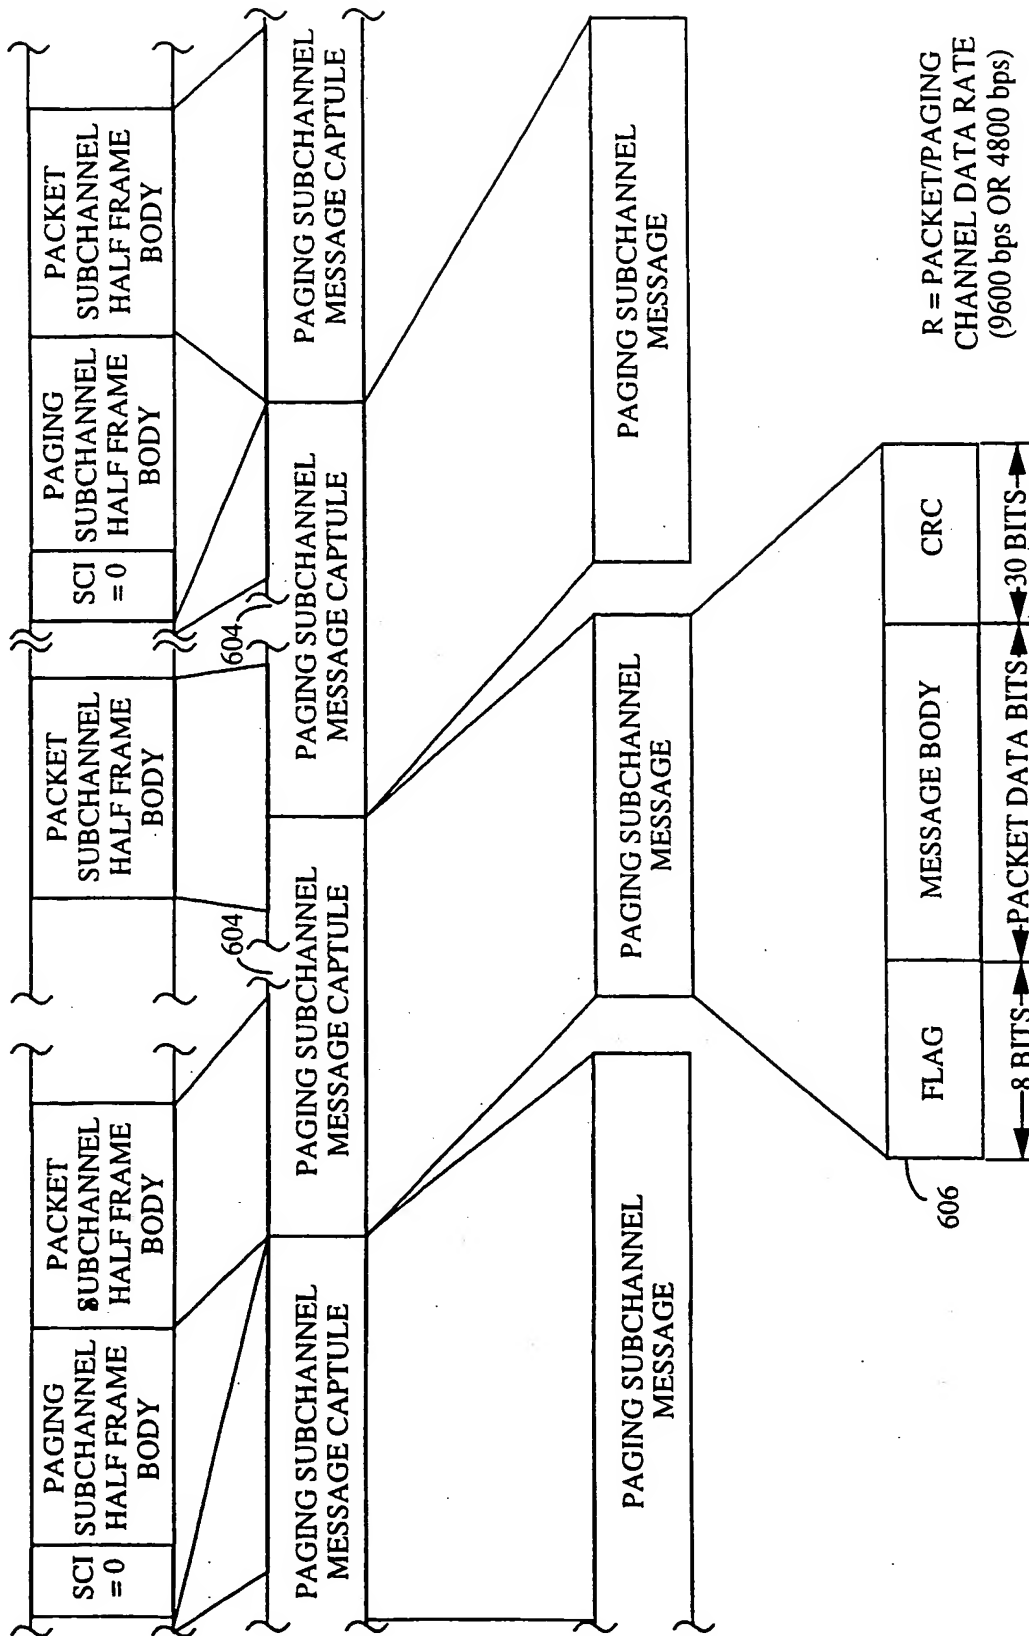 SCI
= 0
PAGING
SUBCHANNEL
HALF FRAME
BODY
PACKET
SUBCHANNEL
HALF FRAME
BODY
PACKET
SUBCHANNEL
HALF FRAME
BODY
SCI
= 0
PAGING
SUBCHANNEL
HALF FRAME
BODY
PACKET
SUBCHANNEL
HALF FRAME
BODY
604
604
PAGING SUBCHANNEL
MESSAGE CAPTULE
PAGING SUBCHANNEL
MESSAGE CAPTULE
PAGING SUBCHANNEL
MESSAGE CAPTULE
PAGING SUBCHANNEL
MESSAGE CAPTULE
PAGING SUBCHANNEL
MESSAGE
PAGING SUBCHANNEL
MESSAGE
PAGING SUBCHANNEL
MESSAGE
606
FLAG
MESSAGE BODY
CRC
8 BITS
PACKET DATA BITS
30 BITS
R = PACKET/PAGING
CHANNEL DATA RATE
(9600 bps OR 4800 bps)